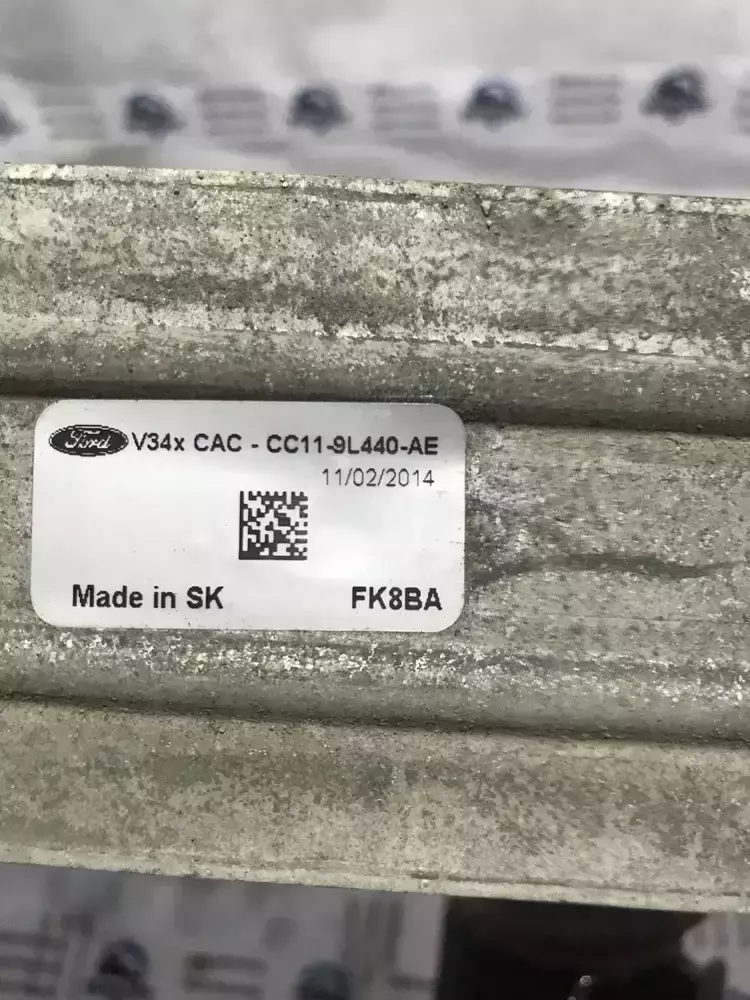 Ford V34x CAC - CC11-9L440-AE
11/02/2014
Made in SK
FK8BA